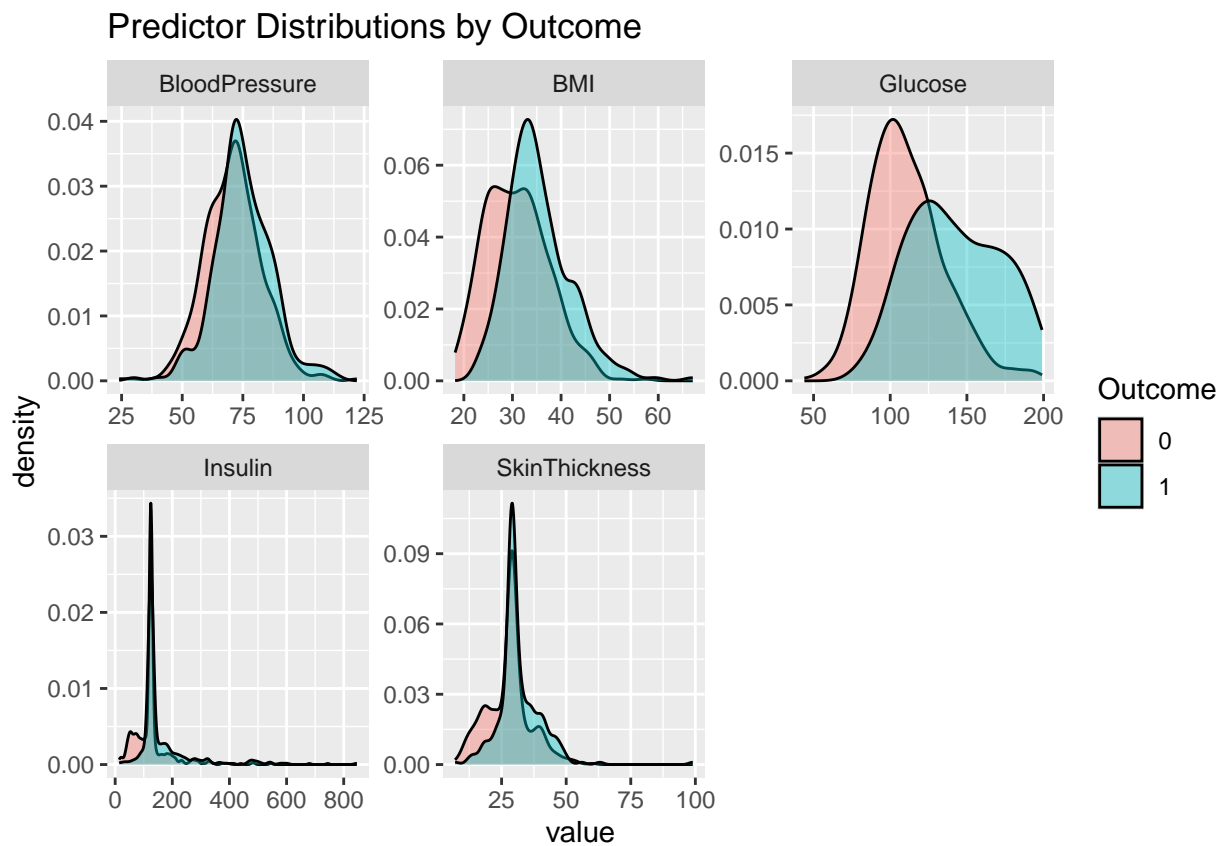 Predictor Distributions by Outcome
BloodPressure
BMI
Glucose
0.04
0.03
0.02
0.01
0.00
0.06
0.04
0.02
0.00
0.015
0.010
0.005
0.000
25 50 75 100 125
20 30 40 50 60
50 100 150 200
density
Insulin
SkinThickness
0.03
0.02
0.01
0.00
0.09
0.06
0.03
0.00
0 200 400 600 800
25 50 75 100
value
Outcome
0
1